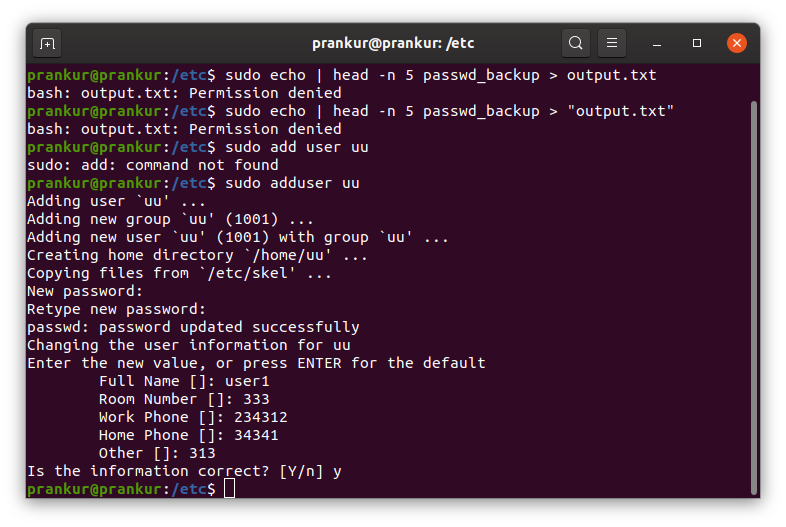 prankur@prankur: /etc
prankur@prankur:/etc$ sudo echo | head -n 5 passwd_backup > output.txt
bash: output.txt: Permission denied
prankur@prankur:/etc$ sudo echo | head -n 5 passwd_backup > "output.txt"
bash: output.txt: Permission denied
prankur@prankur:/etc$ sudo add user uu
sudo: add: command not found
prankur@prankur:/etc$ sudo adduser uu
Adding user `uu' ...
Adding new group `uu' (1001) ...
Adding new user `uu' (1001) with group `uu' ...
Creating home directory `/home/uu' ...
Copying files from `/etc/skel' ...
New password:
Retype new password:
passwd: password updated successfully
Changing the user information for uu
Enter the new value, or press ENTER for the default
        Full Name []: user1
        Room Number []: 333
        Work Phone []: 234312
        Home Phone []: 34341
        Other []: 313
Is the information correct? [Y/n] y
prankur@prankur:/etc$